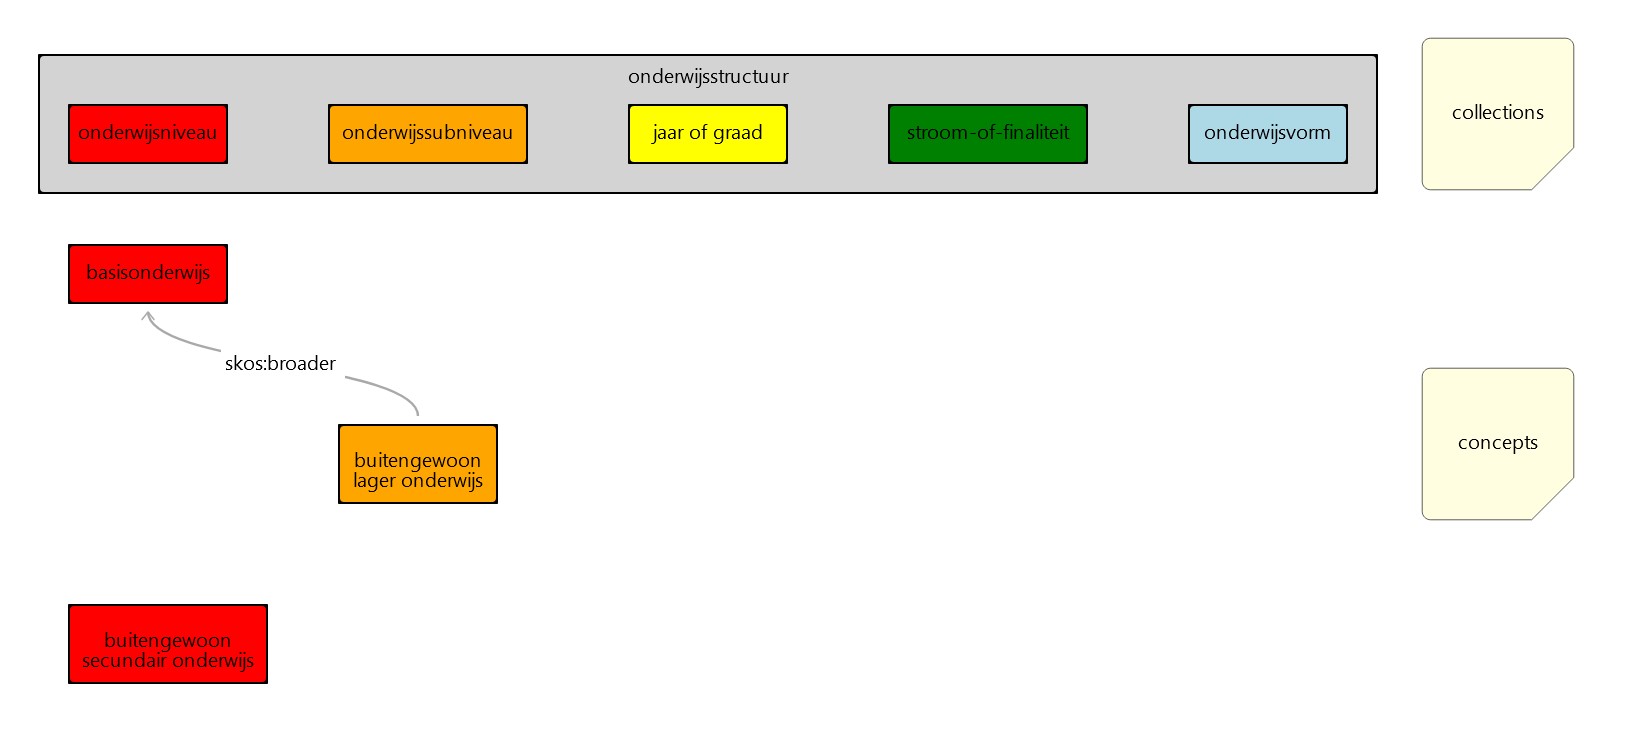 onderwijsstructuur
onderwijsniveau
onderwijssubniveau
jaar of graad
stroom-of-finaliteit
onderwijsvorm
collections
basisonderwijs
skos:broader
buitengewoon
lager onderwijs
concepts
buitengewoon
secundair onderwijs